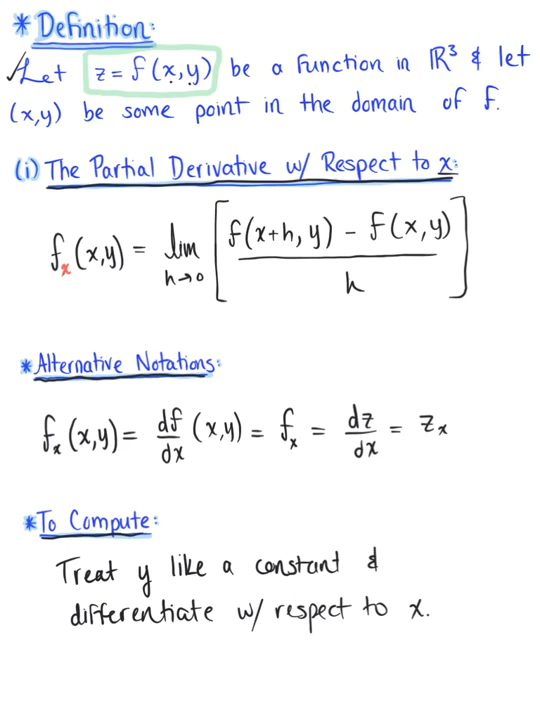 * Definition:
Let z = f(x,y) be a function in ℝ³ & let
(x,y) be some point in the domain of f.
(i) The Partial Derivative w/ Respect to x:
fₓ(x,y) = lim h→0 [ f(x+h, y) - f(x,y) / h ]
* Alternative Notations:
fₓ(x,y) = df/dx (x,y) = fₓ = dz/dx = zₓ
* To Compute:
Treat y like a constant &
differentiate w/ respect to x.